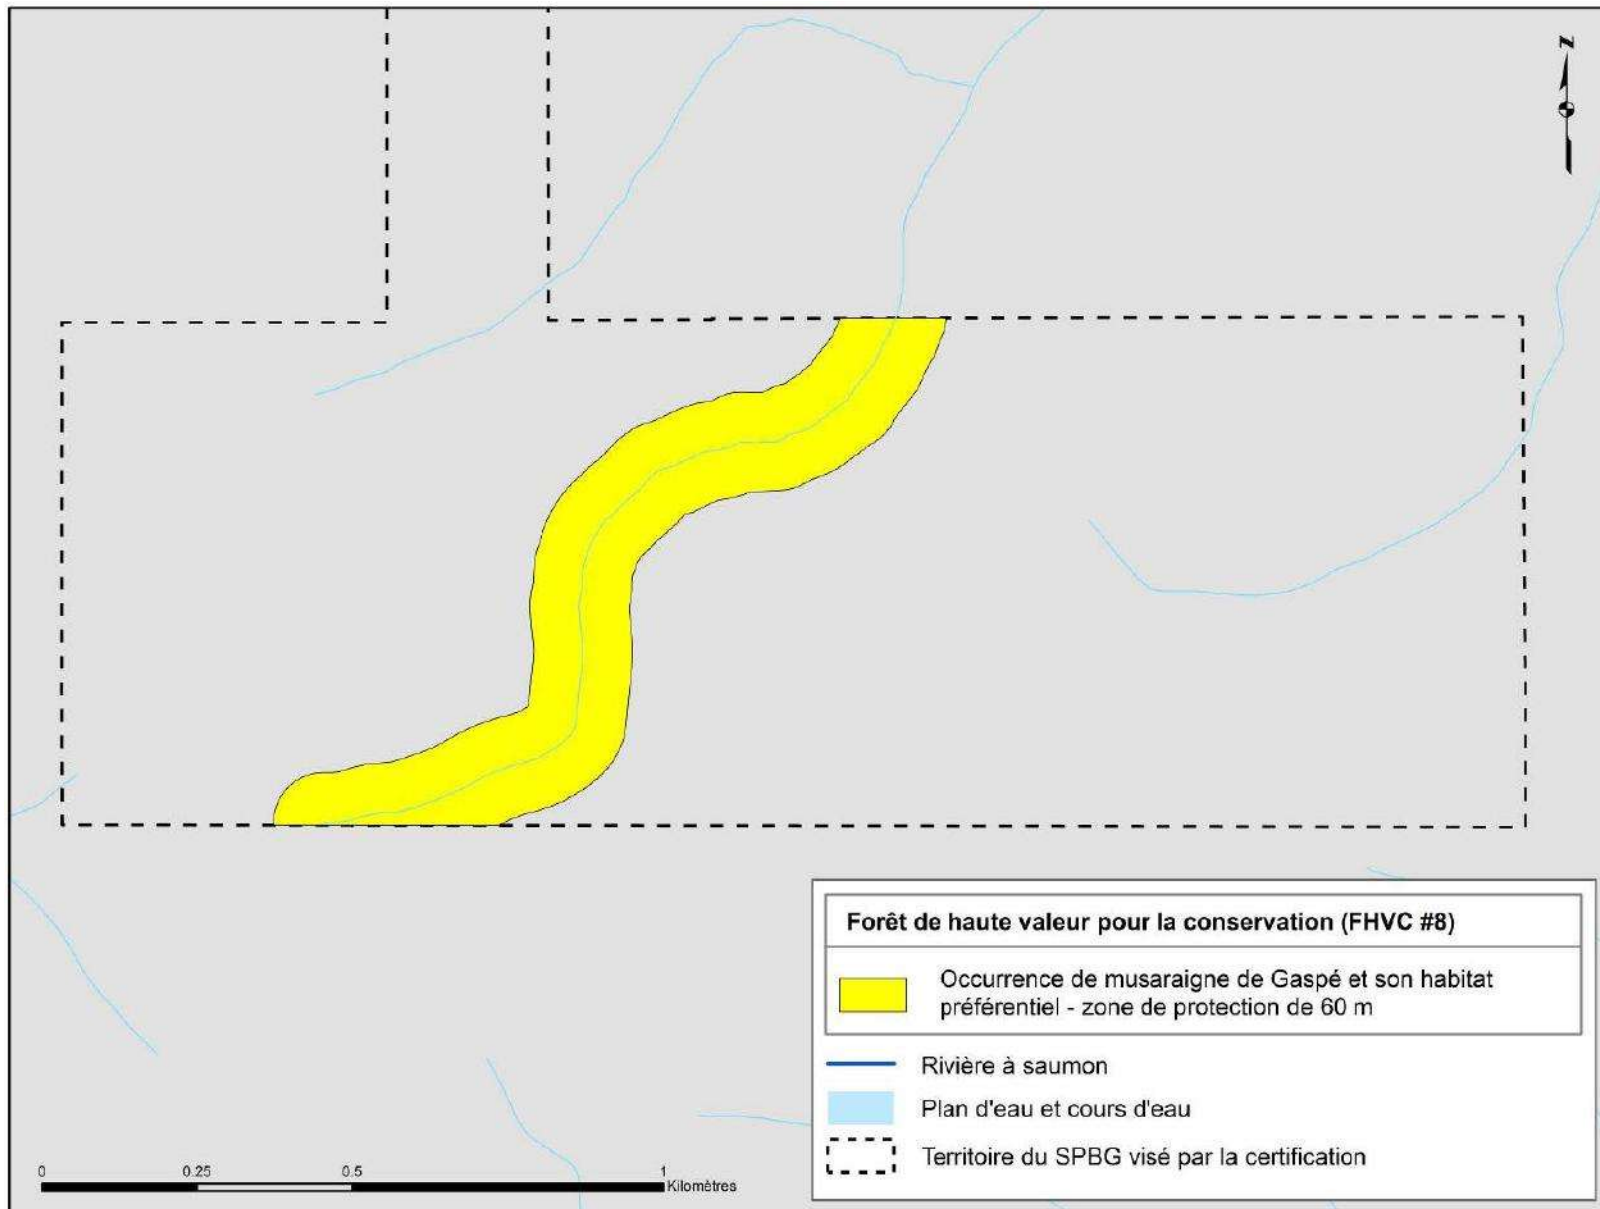 N
Forêt de haute valeur pour la conservation (FHVC #8)
Occurrence de musaraigne de Gaspé et son habitat
préférentiel - zone de protection de 60 m
Rivière à saumon
Plan d'eau et cours d'eau
Territoire du SPBG visé par la certification
0 0.25 0.5 1
Kilomètres